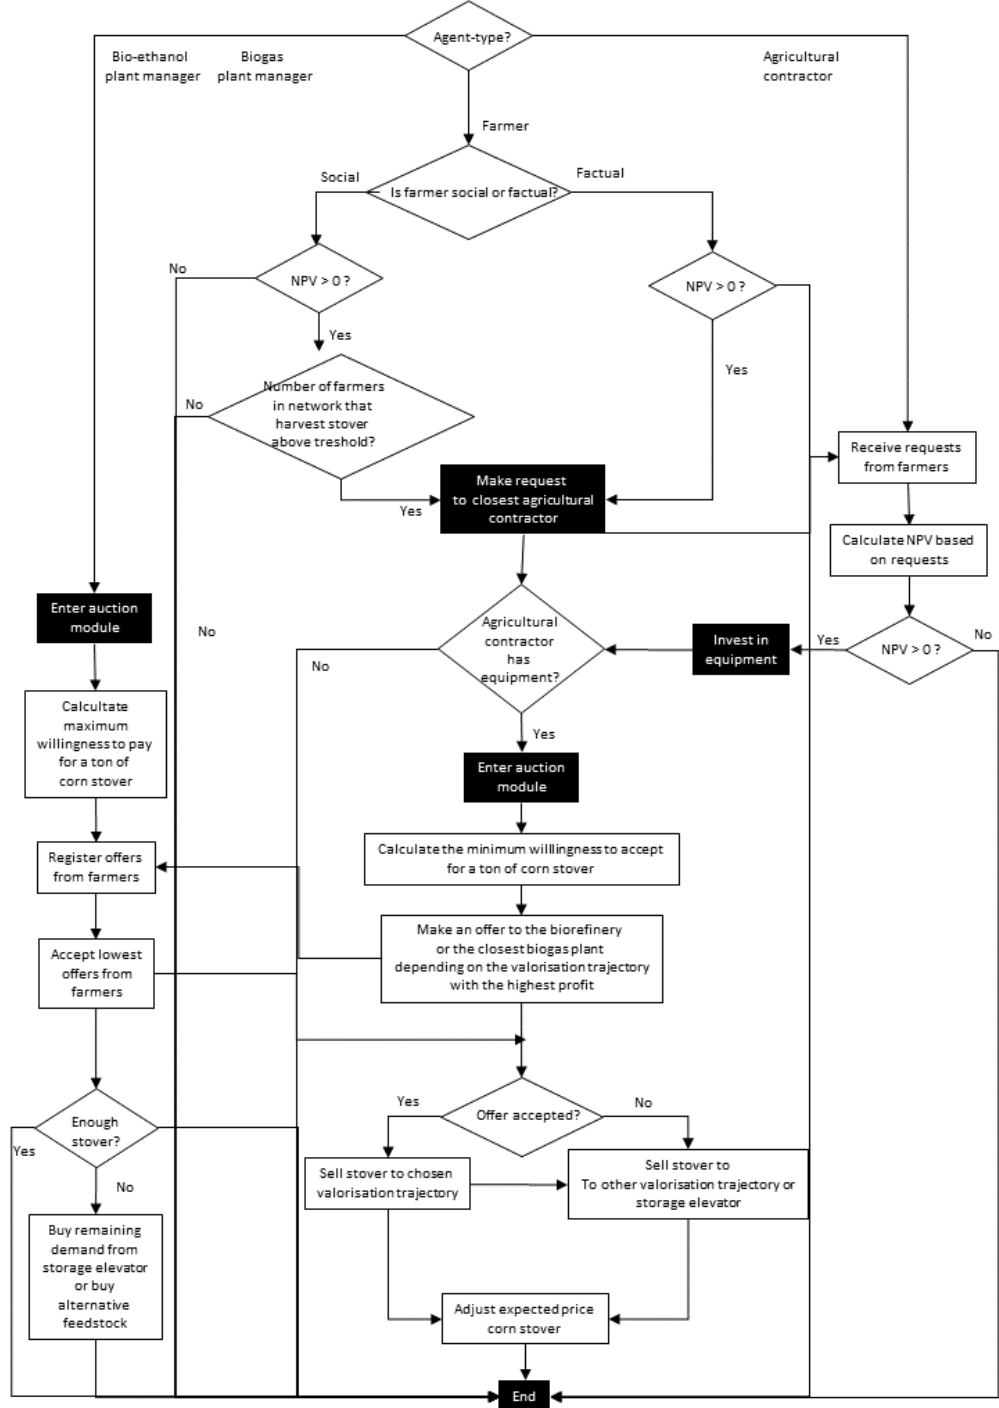 Agent-type?
Bio-ethanol
plant manager
Biogas
plant manager
Agricultural
contractor
Farmer
Social
Is farmer social or factual?
Factual
No
NPV > 0 ?
NPV > 0 ?
Yes
Yes
No
Number of farmers
in network that
harvest stover
above treshold?
Yes
Make request
to closest agricultural
contractor
Receive requests
from farmers
Calculate NPV based
on requests
Enter auction
module
No
Agricultural
contractor
has
equipment?
No
Invest in
equipment
Yes
NPV > 0 ?
No
Calcultate
maximum
willingness to pay
for a ton of
corn stover
Yes
Enter auction
module
Register offers
from farmers
Calculate the minimum willlingness to accept
for a ton of corn stover
Accept lowest
offers from
farmers
Make an offer to the biorefinery
or the closest biogas plant
depending on the valorisation trajectory
with the highest profit
Enough
stover?
Yes
No
Yes
Offer accepted?
No
Sell stover to chosen
valorisation trajectory
Sell stover to
To other valorisation trajectory or
storage elevator
Buy remaining
demand from
storage elevator
or buy
alternative
feedstock
Adjust expected price
corn stover
End